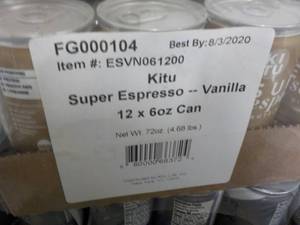 FG000104 Best By: 8/3/2020
Item #: ESVN061200
Kitu
Super Espresso -- Vanilla
12 x 6oz Can
Net Wt. 72oz. (4.68 lbs.)